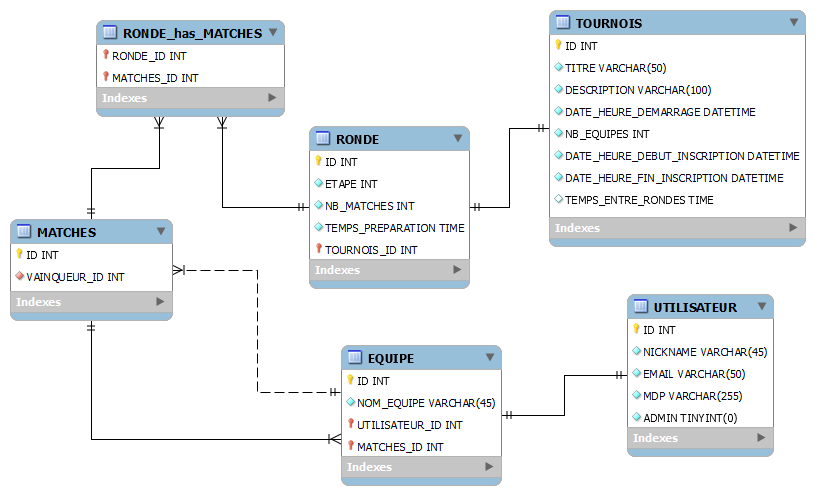 RONDE_has_MATCHES
RONDE_ID INT
MATCHES_ID INT
Indexes
TOURNOIS
ID INT
TITRE VARCHAR(50)
DESCRIPTION VARCHAR(100)
DATE_HEURE_DEMARRAGE DATETIME
NB_EQUIPES INT
DATE_HEURE_DEBUT_INSCRIPTION DATETIME
DATE_HEURE_FIN_INSCRIPTION DATETIME
TEMPS_ENTRE_RONDES TIME
Indexes
RONDE
ID INT
ETAPE INT
NB_MATCHES INT
TEMPS_PREPARATION TIME
TOURNOIS_ID INT
Indexes
MATCHES
ID INT
VAINQUEUR_ID INT
Indexes
EQUIPE
ID INT
NOM_EQUIPE VARCHAR(45)
UTILISATEUR_ID INT
MATCHES_ID INT
Indexes
UTILISATEUR
ID INT
NICKNAME VARCHAR(45)
EMAIL VARCHAR(50)
MDP VARCHAR(255)
ADMIN TINYINT(0)
Indexes